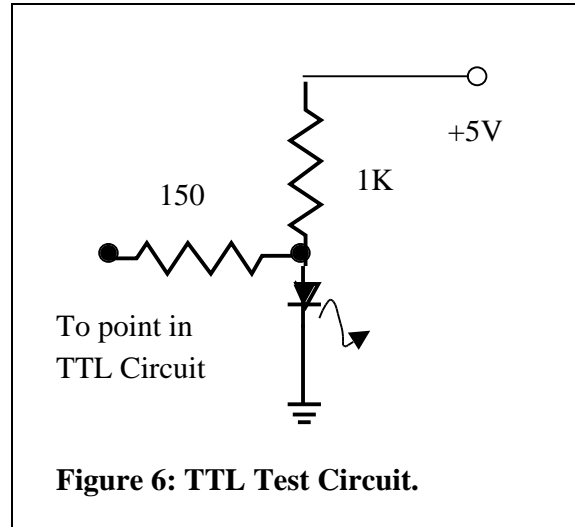 +5V
1K
150
To point in
TTL Circuit
Figure 6: TTL Test Circuit.